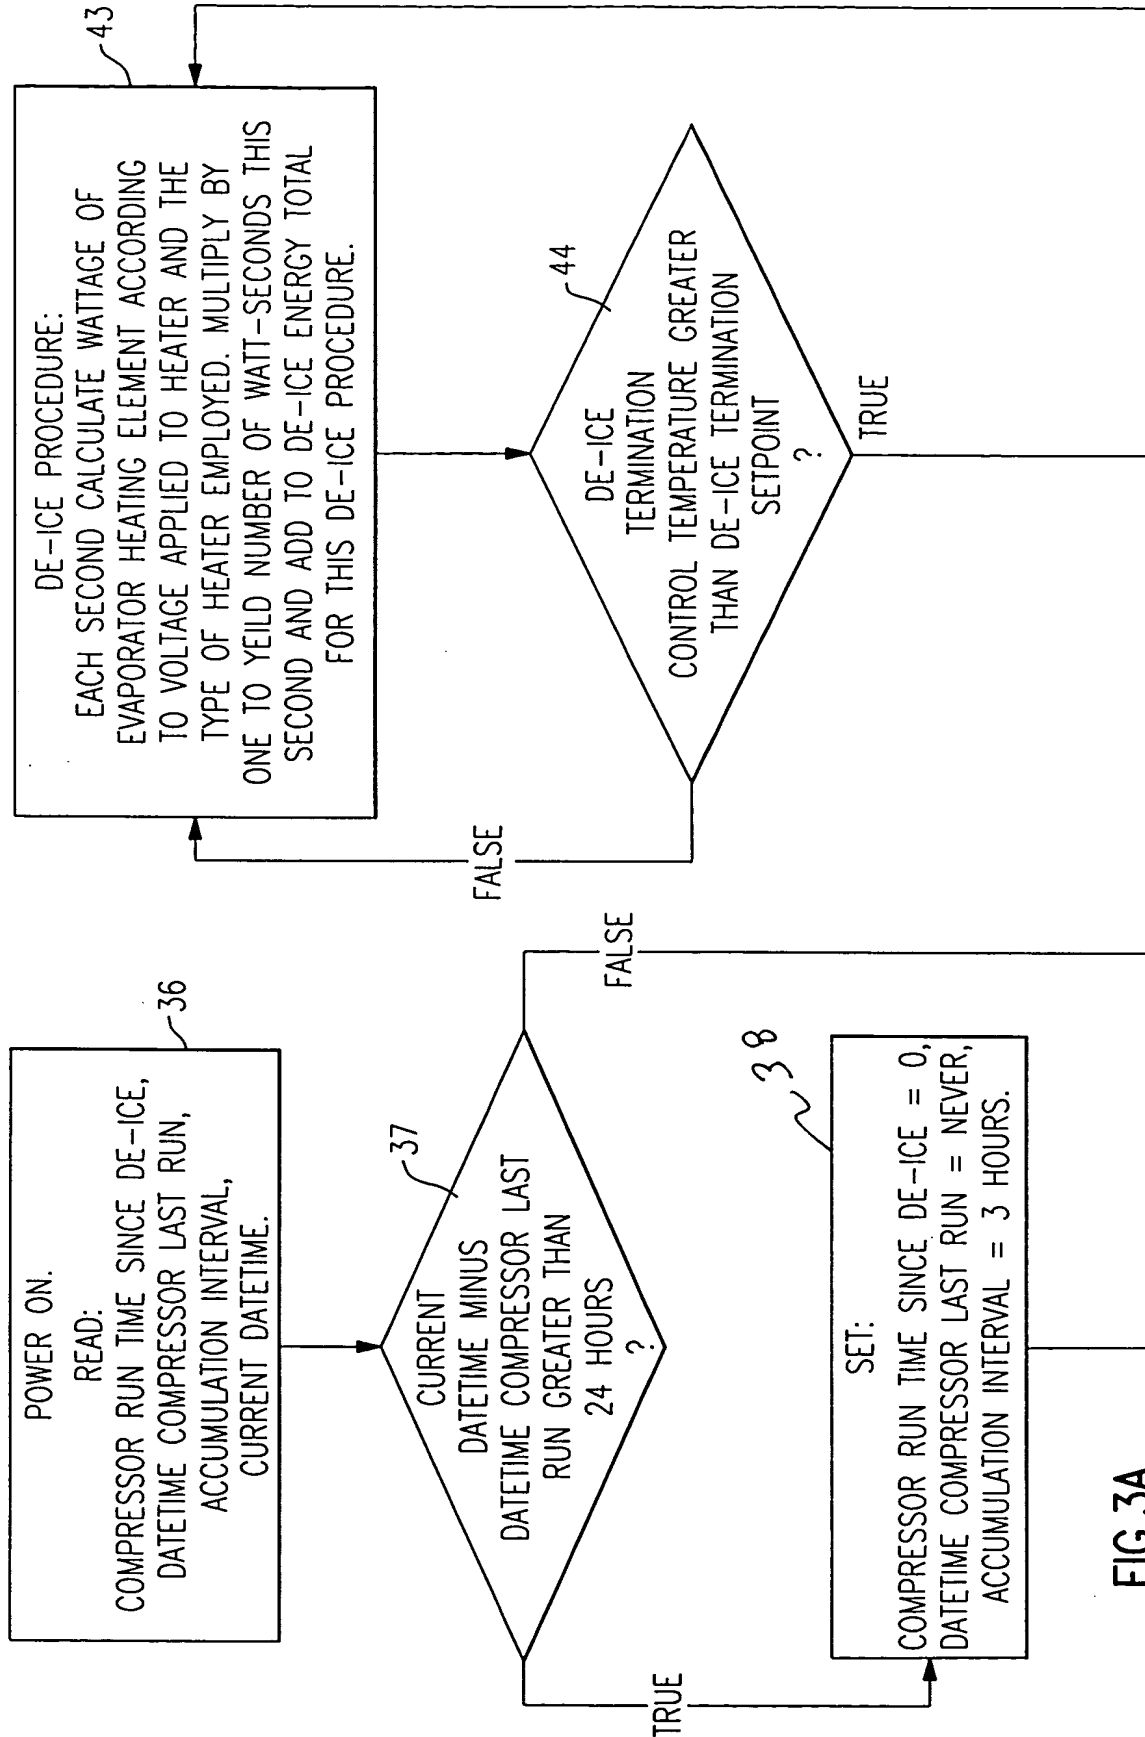 POWER ON.
READ:
COMPRESSOR RUN TIME SINCE DE-ICE,
DATETIME COMPRESSOR LAST RUN,
ACCUMULATION INTERVAL,
CURRENT DATETIME.
36
CURRENT
DATETIME MINUS
DATETIME COMPRESSOR LAST
RUN GREATER THAN
24 HOURS
?
37
TRUE
FALSE
SET:
COMPRESSOR RUN TIME SINCE DE-ICE = 0,
DATETIME COMPRESSOR LAST RUN = NEVER,
ACCUMULATION INTERVAL = 3 HOURS.
38
DE-ICE PROCEDURE:
EACH SECOND CALCULATE WATTAGE OF
EVAPORATOR HEATING ELEMENT ACCORDING
TO VOLTAGE APPLIED TO HEATER AND THE
TYPE OF HEATER EMPLOYED. MULTIPLY BY
ONE TO YEILD NUMBER OF WATT-SECONDS THIS
SECOND AND ADD TO DE-ICE ENERGY TOTAL
FOR THIS DE-ICE PROCEDURE.
43
DE-ICE
TERMINATION
CONTROL TEMPERATURE GREATER
THAN DE-ICE TERMINATION
SETPOINT
?
44
FALSE
TRUE
FIG.3A